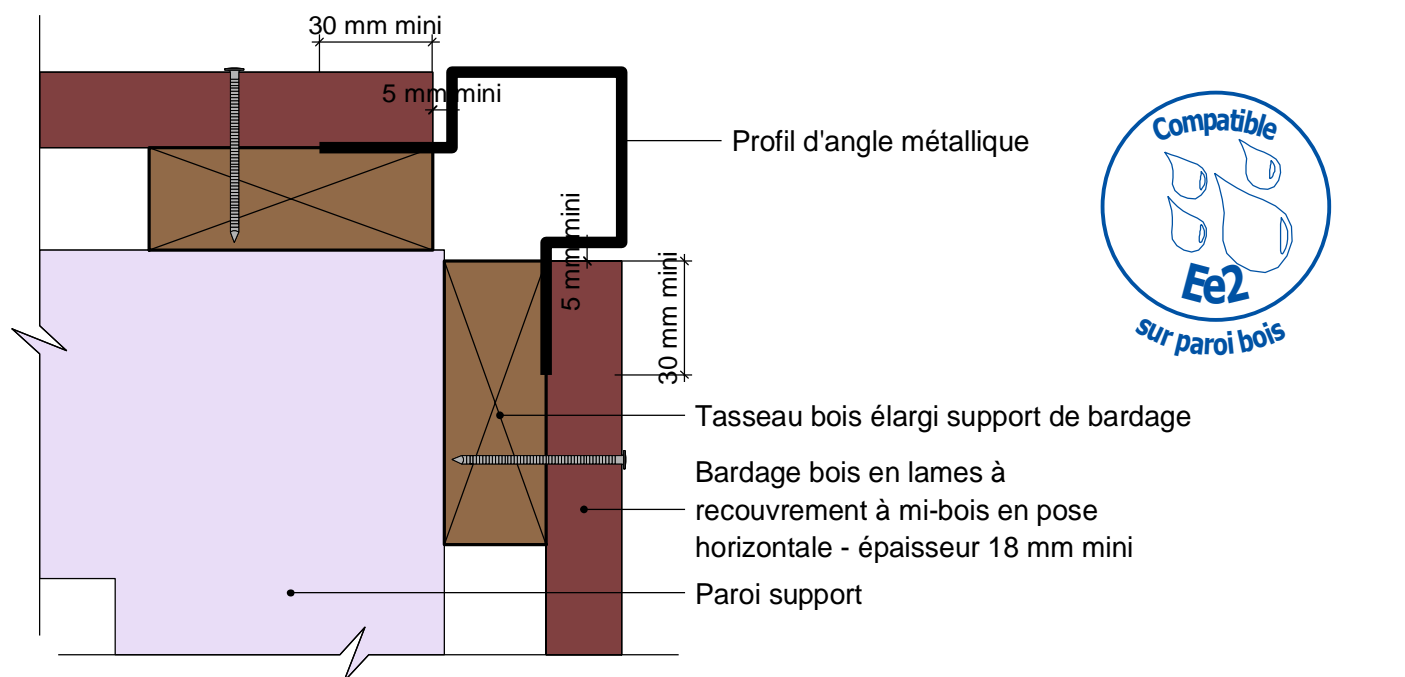 30 mm mini
5 mm mini
Profil d'angle métallique
5 mm mini
30 mm mini
Compatible
Ee2
sur paroi bois
Tasseau bois élargi support de bardage
Bardage bois en lames à
recouvrement à mi-bois en pose
horizontale - épaisseur 18 mm mini
Paroi support